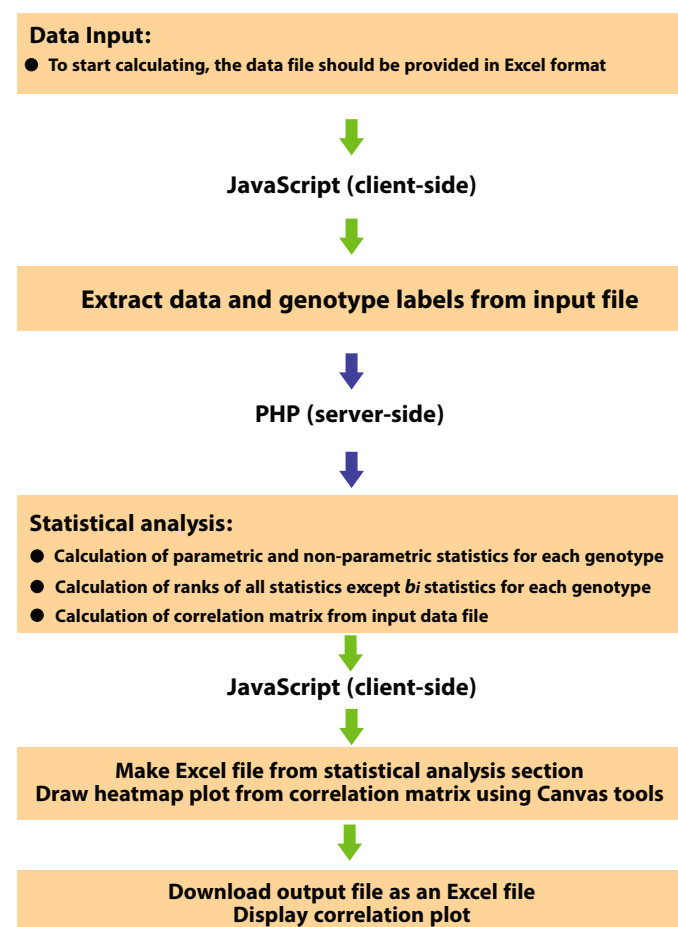 Data Input:
● To start calculating, the data file should be provided in Excel format
JavaScript (client-side)
Extract data and genotype labels from input file
PHP (server-side)
Statistical analysis:
● Calculation of parametric and non-parametric statistics for each genotype
● Calculation of ranks of all statistics except bi statistics for each genotype
● Calculation of correlation matrix from input data file
JavaScript (client-side)
Make Excel file from statistical analysis section
Draw heatmap plot from correlation matrix using Canvas tools
Download output file as an Excel file
Display correlation plot